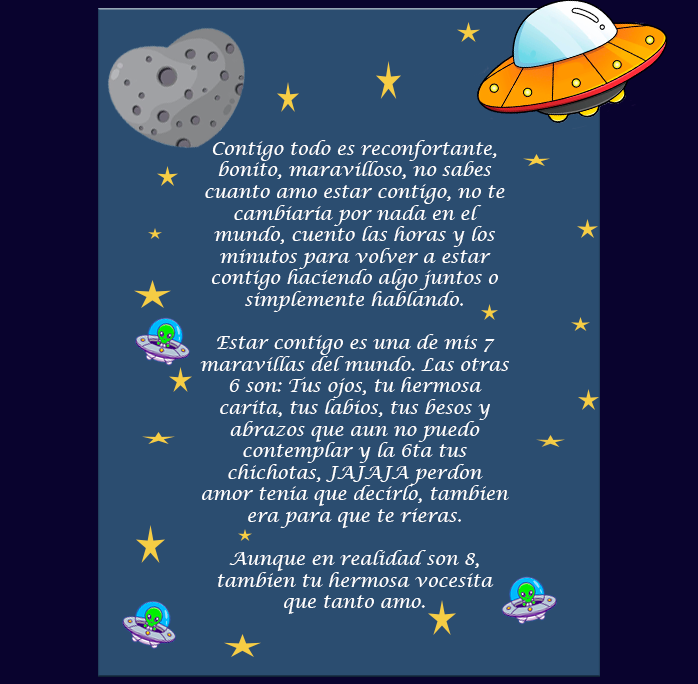 Contigo todo es reconfortante,
bonito, maravilloso, no sabes
cuanto amo estar contigo, no te
cambiaria por nada en el
mundo, cuento las horas y los
minutos para volver a estar
contigo haciendo algo juntos o
simplemente hablando.
Estar contigo es una de mis 7
maravillas del mundo. Las otras
6 son: Tus ojos, tu hermosa
carita, tus labios, tus besos y
abrazos que aun no puedo
contemplar y la 6ta tus
chichotas, JAJAJA perdon
amor tenia que decirlo, tambien
era para que te rieras.
Aunque en realidad son 8,
tambien tu hermosa vocesita
que tanto amo.